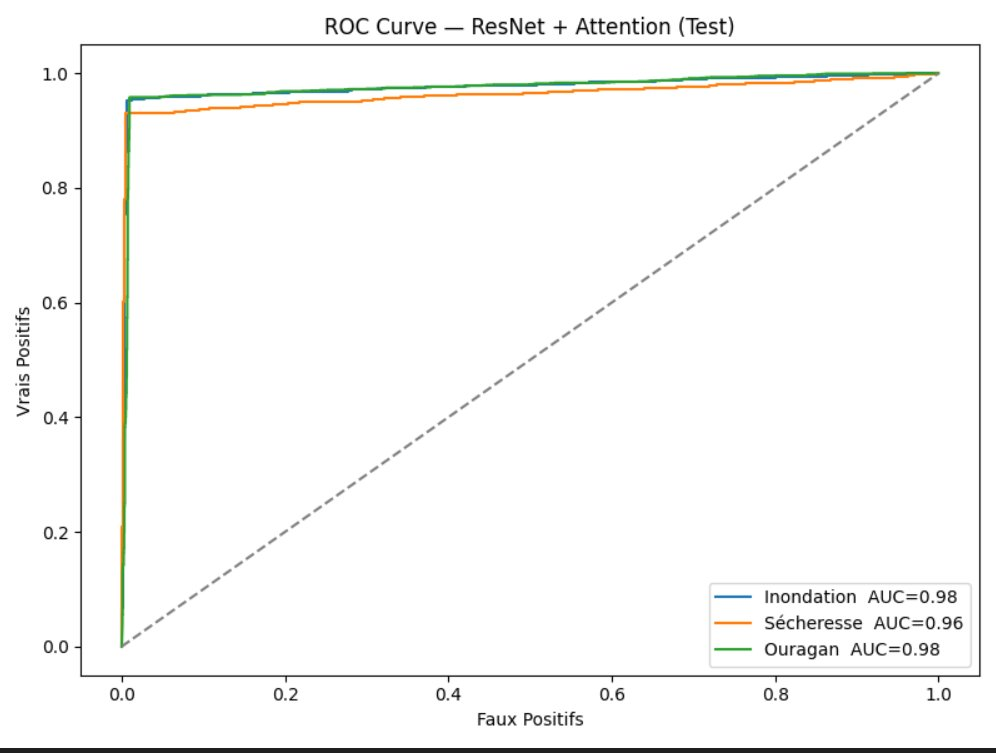 ROC Curve — ResNet + Attention (Test)
1.0
0.8
0.6
0.4
0.2
0.0
Vrais Positifs
0.0 0.2 0.4 0.6 0.8 1.0
Faux Positifs
Inondation AUC=0.98
Sécheresse AUC=0.96
Ouragan AUC=0.98